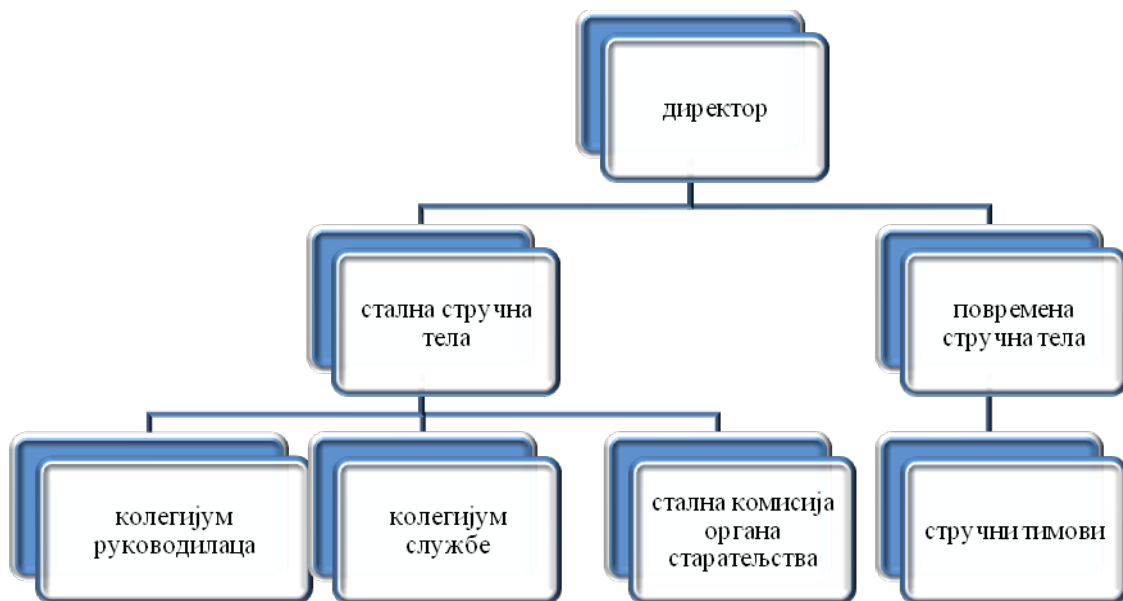 директор
стална стручна
тела
повремена
стручна тела
колегијум
руководилаца
колегијум
службе
стална комисија
органа
старатељства
стручни тимови